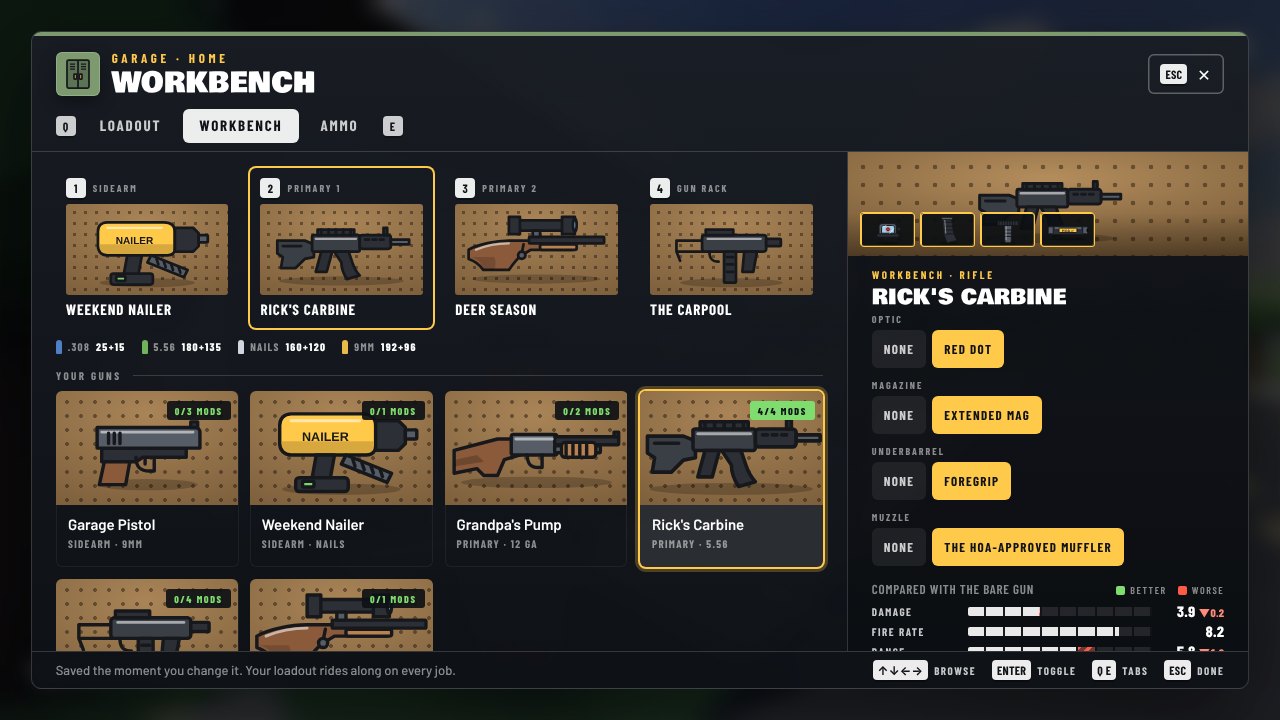 GARAGE · HOME
WORKBENCH
ESC ✕
Q LOADOUT WORKBENCH AMMO E
1 SIDEARM
NAILER
WEEKEND NAILER
2 PRIMARY 1
RICK'S CARBINE
3 PRIMARY 2
DEER SEASON
4 GUN RACK
THE CARPOOL
.308 25+15 5.56 180+135 NAILS 160+120 9MM 192+96
YOUR GUNS
0/3 MODS
Garage Pistol
SIDEARM · 9MM
0/1 MODS
NAILER
Weekend Nailer
SIDEARM · NAILS
0/2 MODS
Grandpa's Pump
PRIMARY · 12 GA
4/4 MODS
Rick's Carbine
PRIMARY · 5.56
0/4 MODS
0/1 MODS
WORKBENCH · RIFLE
RICK'S CARBINE
OPTIC
NONE RED DOT
MAGAZINE
NONE EXTENDED MAG
UNDERBARREL
NONE FOREGRIP
MUZZLE
NONE THE HOA-APPROVED MUFFLER
COMPARED WITH THE BARE GUN BETTER WORSE
DAMAGE 3.9 ▼0.2
FIRE RATE 8.2
Saved the moment you change it. Your loadout rides along on every job.
↑↓←→ BROWSE ENTER TOGGLE Q E TABS ESC DONE